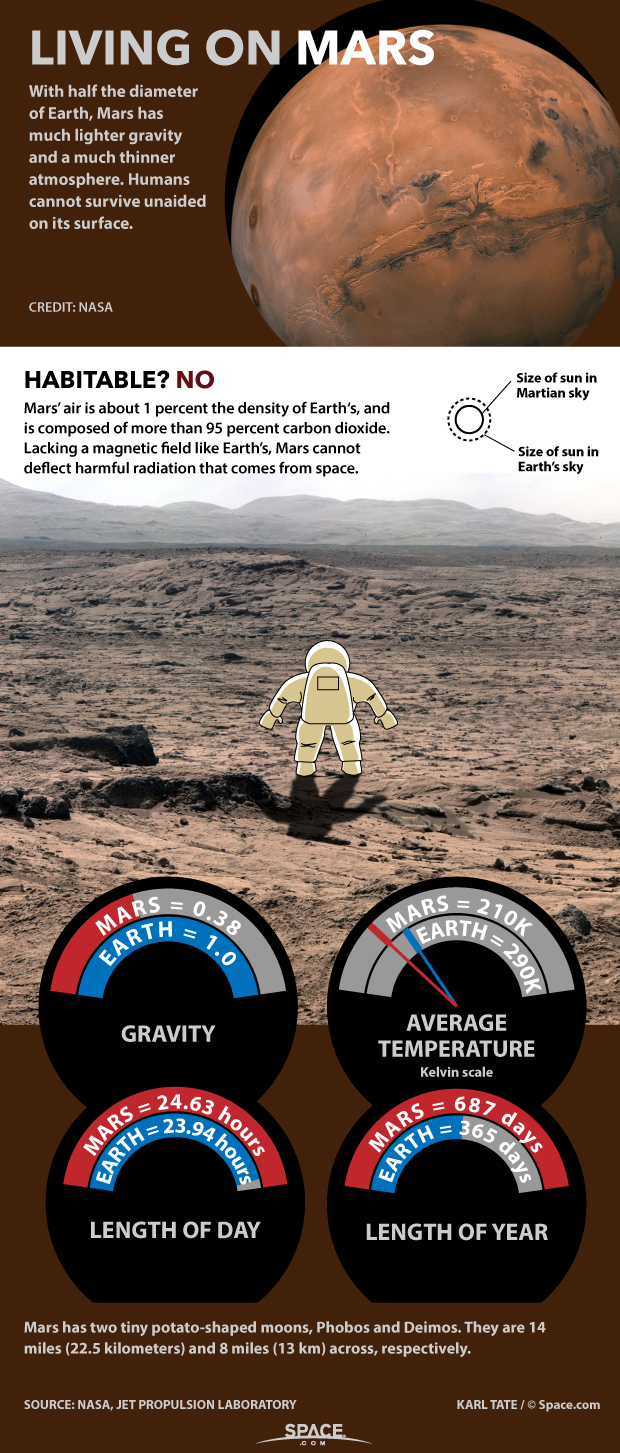 LIVING ON MARS
With half the diameter
of Earth, Mars has
much lighter gravity
and a much thinner
atmosphere. Humans
cannot survive unaided
on its surface.
CREDIT: NASA
HABITABLE? NO
Mars’ air is about 1 percent the density of Earth’s, and
is composed of more than 95 percent carbon dioxide.
Lacking a magnetic field like Earth’s, Mars cannot
deflect harmful radiation that comes from space.
Size of sun in
Martian sky
Size of sun in
Earth’s sky
MARS = 0.38
EARTH = 1.0
GRAVITY
MARS = 210K
EARTH = 290K
AVERAGE
TEMPERATURE
Kelvin scale
MARS = 24.63 hours
EARTH = 23.94 hours
LENGTH OF DAY
MARS = 687 days
EARTH = 365 days
LENGTH OF YEAR
Mars has two tiny potato-shaped moons, Phobos and Deimos. They are 14
miles (22.5 kilometers) and 8 miles (13 km) across, respectively.
SOURCE: NASA, JET PROPULSION LABORATORY
KARL TATE / © Space.com
SPACE
.COM